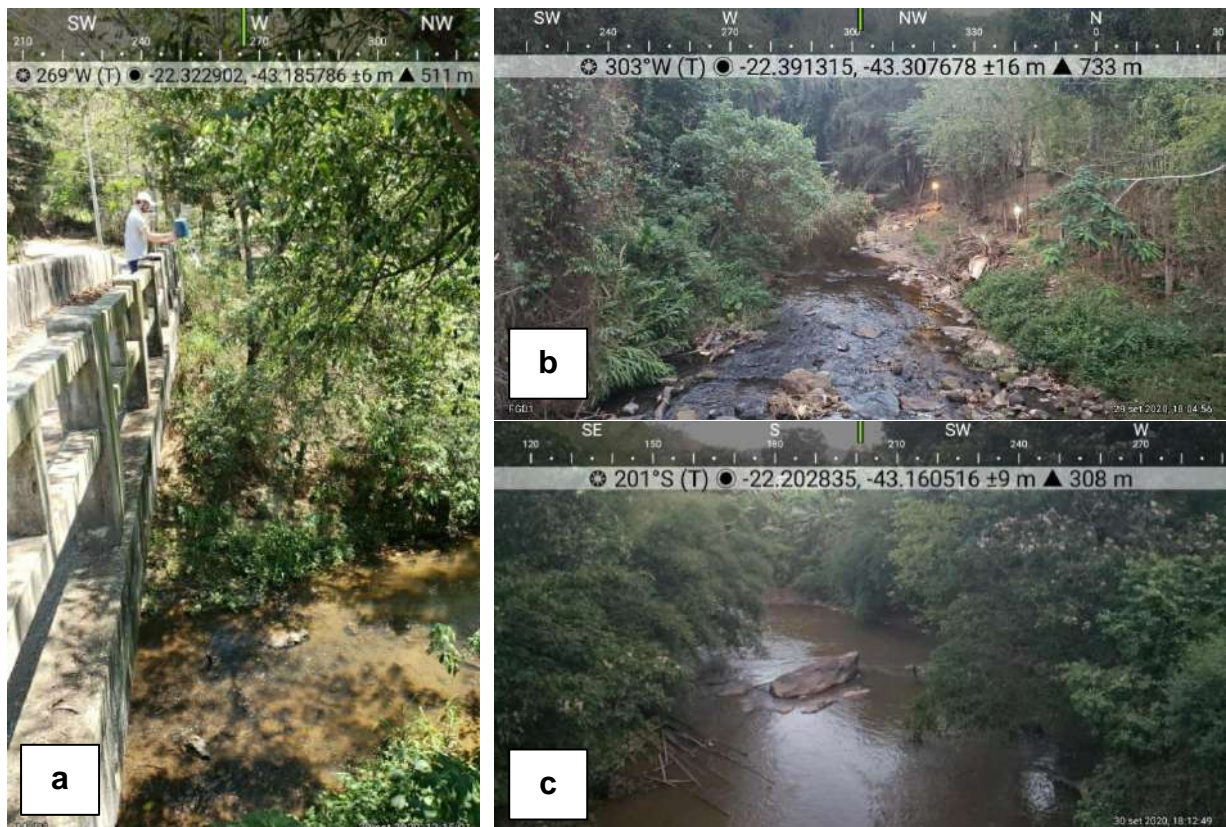 SW W NW
210 240 270 300
269°W (T) -22.322902, -43.185786 ±6 m ▲ 511 m
a
SW W NW N
240 270 300 330 0 30
303°W (T) -22.391315, -43.307678 ±16 m ▲ 733 m
b
29 set 2020, 18:04:56
SE S SW W
120 150 180 210 240 270
201°S (T) -22.202835, -43.160516 ±9 m ▲ 308 m
c
30 set 2020, 18:12:49